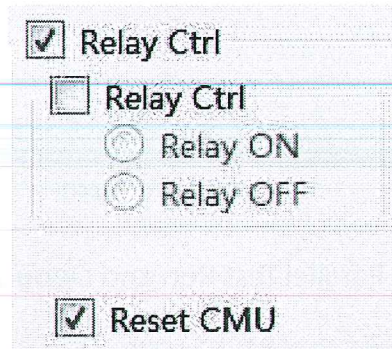 Relay Ctrl
Relay Ctrl
Relay ON
Relay OFF
Reset CMU